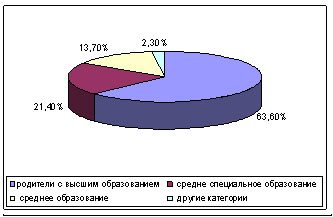 2,30%
13,70%
21,40%
63,60%
родители с высшим образованием
средне специальное образование
среднее образование
другие категории